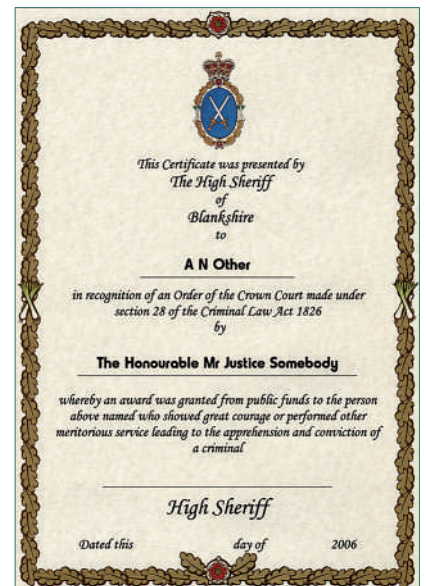 This Certificate was presented by
The High Sheriff
of
Blankshire
to
A N Other
in recognition of an Order of the Crown Court made under
section 28 of the Criminal Law Act 1826
by
The Honourable Mr Justice Somebody
whereby an award was granted from public funds to the person
above named who showed great courage or performed other
meritorious service leading to the apprehension and conviction of
a criminal
High Sheriff
Dated this day of 2006